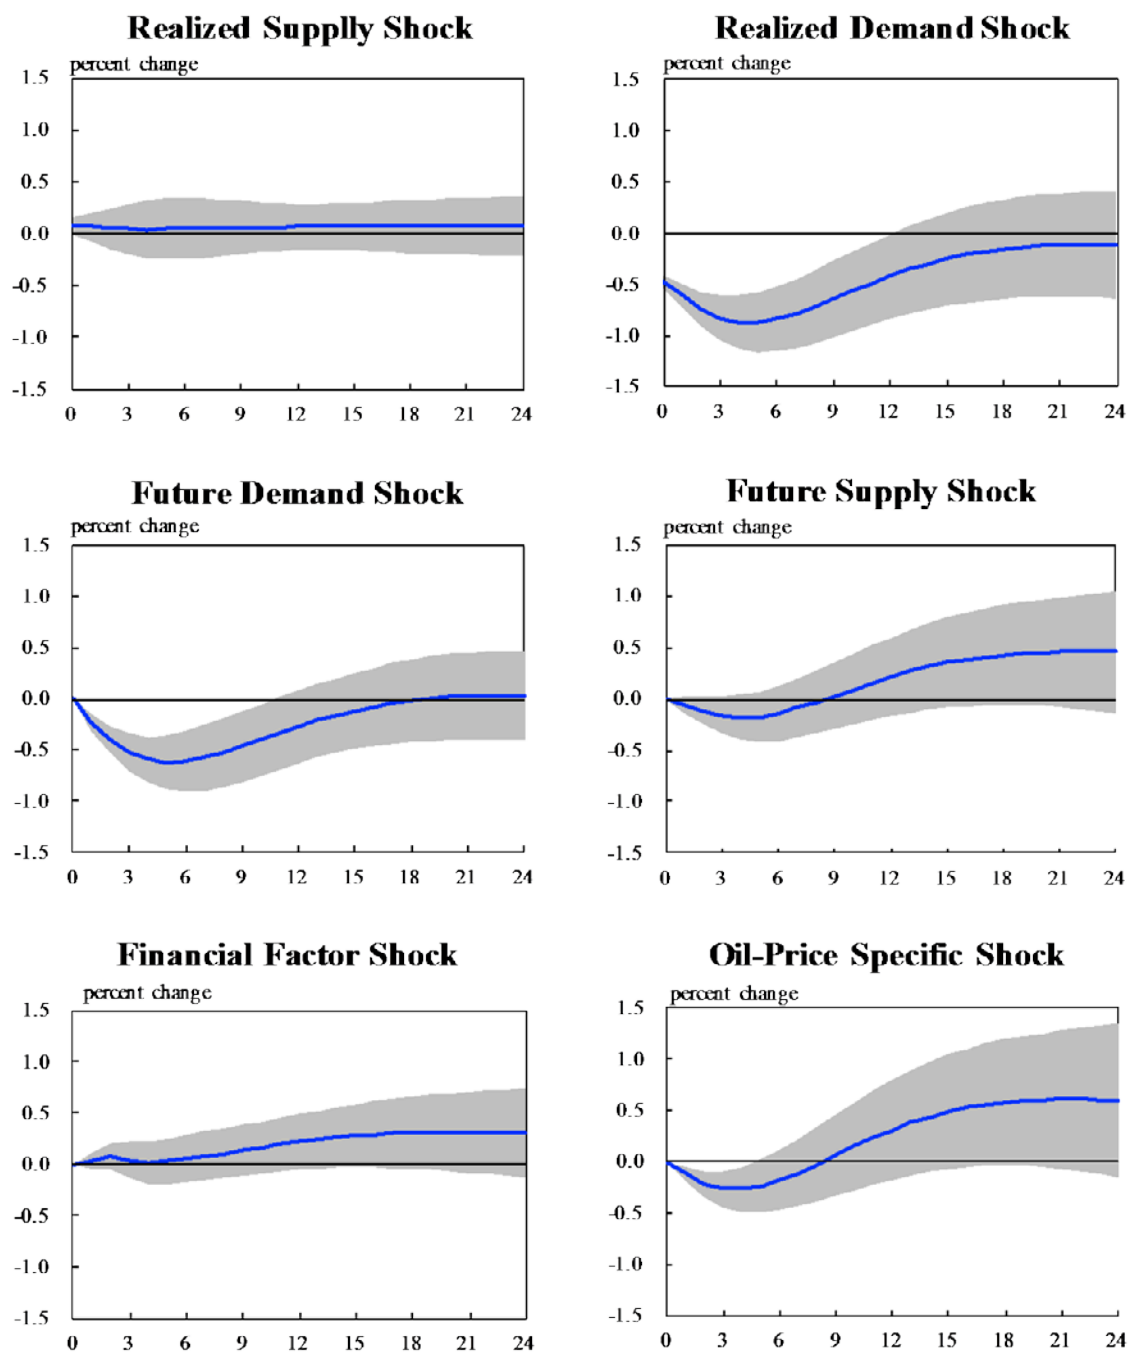 Realized Supplly Shock
percent change
1.5
1.0
0.5
0.0
-0.5
-1.0
-1.5
0 3 6 9 12 15 18 21 24
Realized Demand Shock
percent change
1.5
1.0
0.5
0.0
-0.5
-1.0
-1.5
0 3 6 9 12 15 18 21 24
Future Demand Shock
percent change
1.5
1.0
0.5
0.0
-0.5
-1.0
-1.5
0 3 6 9 12 15 18 21 24
Future Supply Shock
percent change
1.5
1.0
0.5
0.0
-0.5
-1.0
-1.5
0 3 6 9 12 15 18 21 24
Financial Factor Shock
percent change
1.5
1.0
0.5
0.0
-0.5
-1.0
-1.5
0 3 6 9 12 15 18 21 24
Oil-Price Specific Shock
percent change
1.5
1.0
0.5
0.0
-0.5
-1.0
-1.5
0 3 6 9 12 15 18 21 24